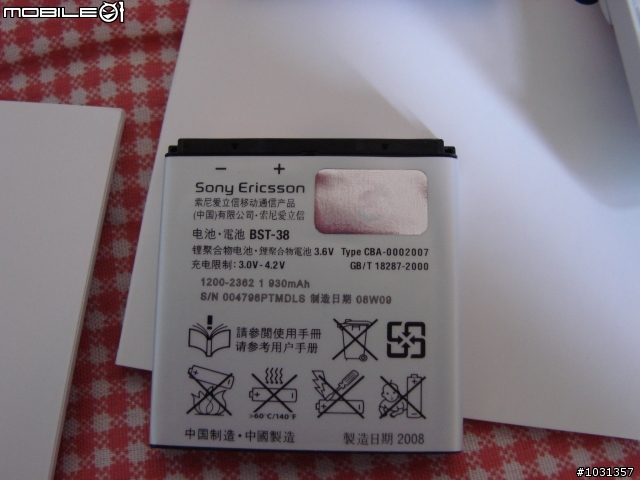 MOBILE01
− +
Sony Ericsson
索尼爱立信移动通信产品
(中国)有限公司·索尼爱立信
电池·電池 BST-38
锂聚合物电池·鋰聚合物電池 3.6V Type CBA-0002007
充电限制: 3.0V-4.2V GB/T 18287-2000
1200-2362 1 930mAh
S/N 004796PTMDLS 制造日期 08W09
請參閱使用手冊
请参考用户手册
>60°C/140°F
中国制造·中國製造 製造日期 2008
#1031357